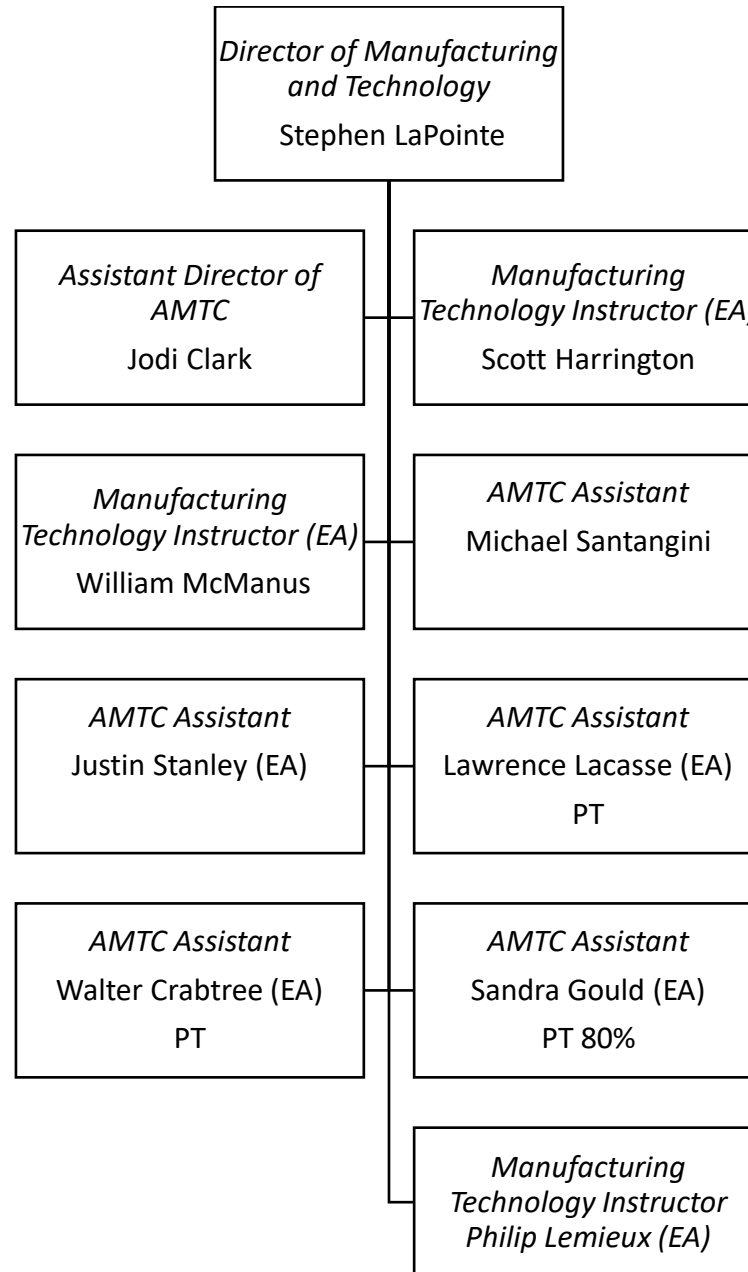 Director of Manufacturing
and Technology
Stephen LaPointe
Assistant Director of
AMTC
Jodi Clark
Manufacturing
Technology Instructor (EA)
Scott Harrington
Manufacturing
Technology Instructor (EA)
William McManus
AMTC Assistant
Michael Santangini
AMTC Assistant
Justin Stanley (EA)
AMTC Assistant
Lawrence Lacasse (EA)
PT
AMTC Assistant
Walter Crabtree (EA)
PT
AMTC Assistant
Sandra Gould (EA)
PT 80%
Manufacturing
Technology Instructor
Philip Lemieux (EA)